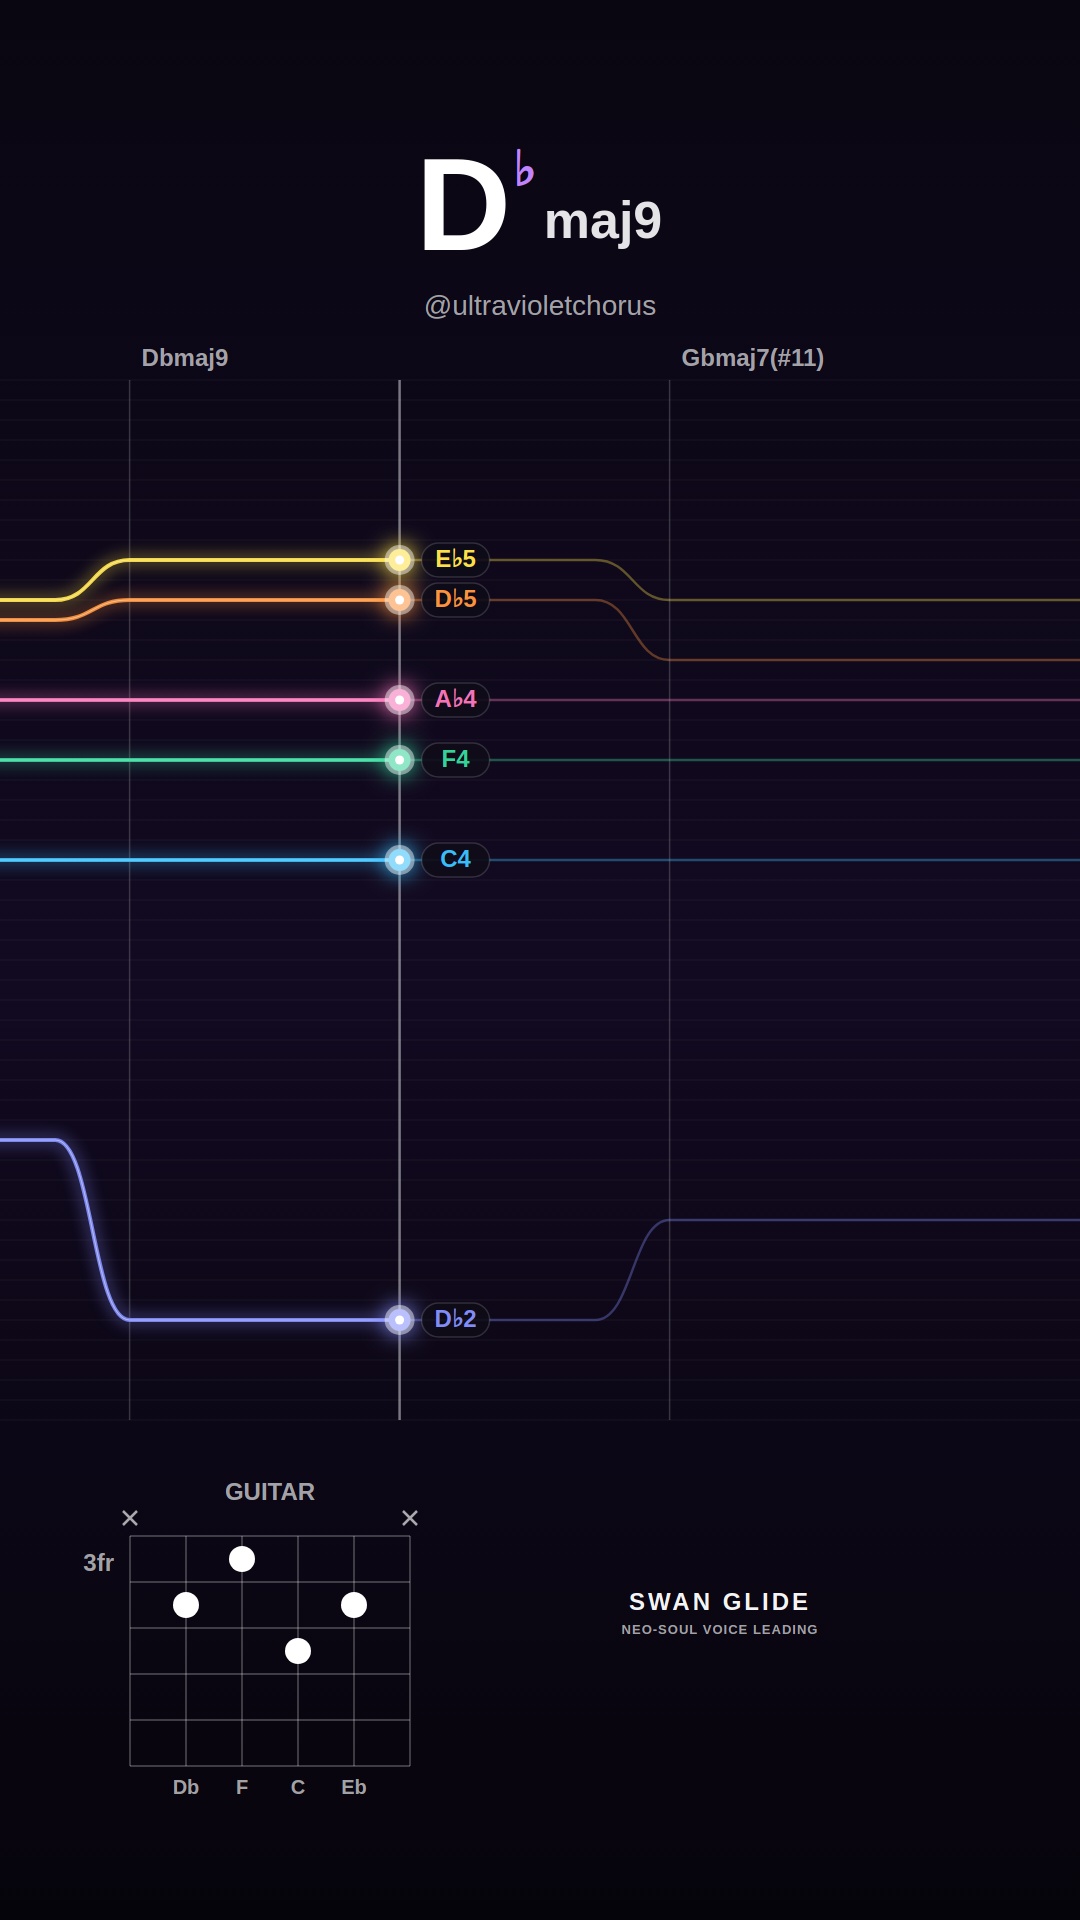 D♭maj9
@ultravioletchorus
Dbmaj9 Gbmaj7(#11)
E♭5
D♭5
A♭4
F4
C4
D♭2
GUITAR
× ×
3fr
SWAN GLIDE
NEO-SOUL VOICE LEADING
Db F C Eb